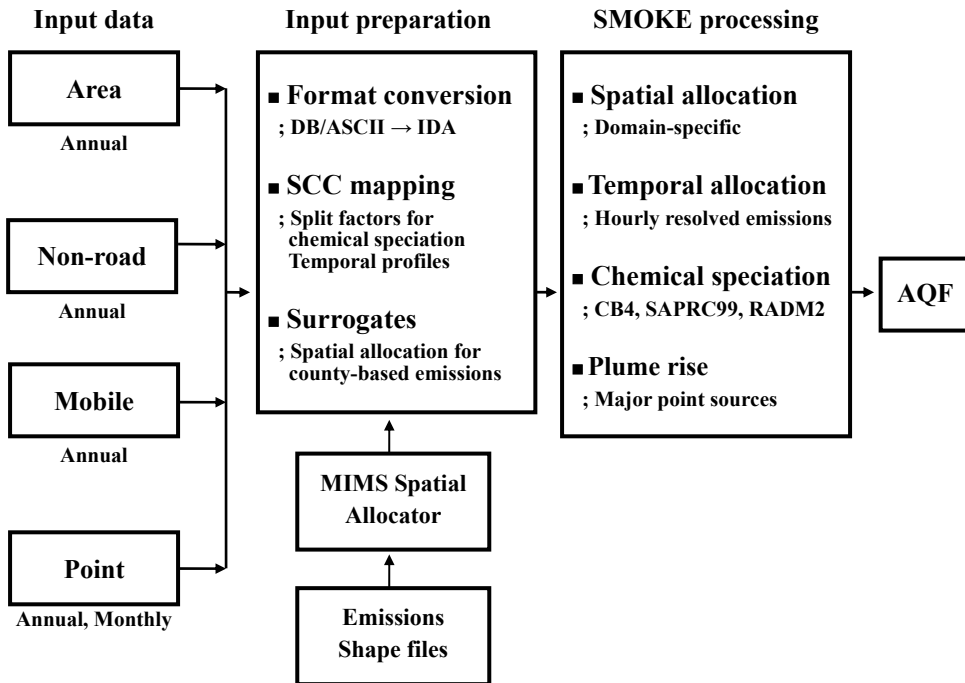 Input data
Area
Annual
Non-road
Annual
Mobile
Annual
Point
Annual, Monthly
Input preparation
■ Format conversion
; DB/ASCII → IDA
■ SCC mapping
; Split factors for
chemical speciation
Temporal profiles
■ Surrogates
; Spatial allocation for
county-based emissions
MIMS Spatial
Allocator
Emissions
Shape files
SMOKE processing
■ Spatial allocation
; Domain-specific
■ Temporal allocation
; Hourly resolved emissions
■ Chemical speciation
; CB4, SAPRC99, RADM2
■ Plume rise
; Major point sources
AQF